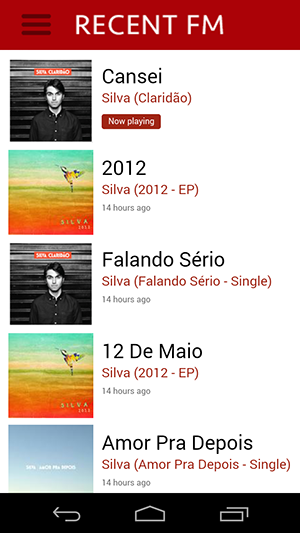 RECENT FM
SILVA CLARIDÃO
Cansei
Silva (Claridão)
Now playing
SILVA
2012
2012
Silva (2012 - EP)
14 hours ago
SILVA CLARIDÃO
Falando Sério
Silva (Falando Sério - Single)
14 hours ago
SILVA
2012
12 De Maio
Silva (2012 - EP)
14 hours ago
SILVA AMOR PRA DEPOIS
Amor Pra Depois
Silva (Amor Pra Depois - Single)
14 hours ago